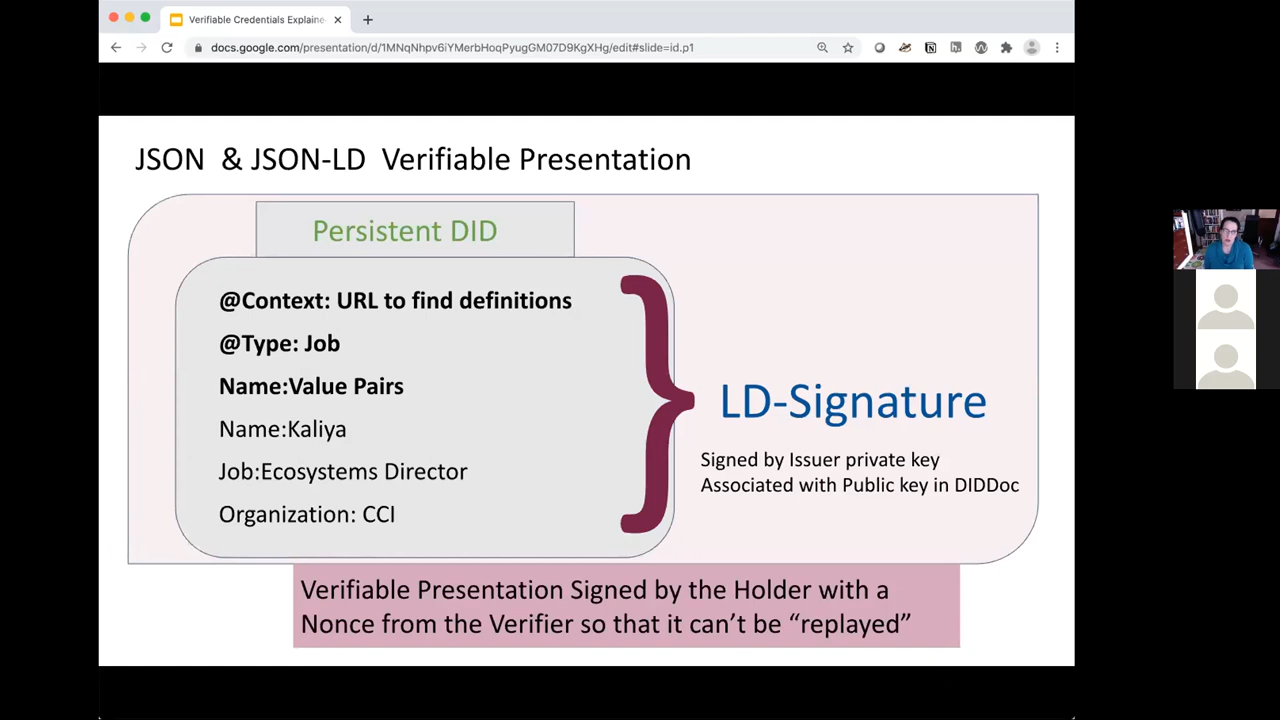 Verifiable Credentials Explaine
docs.google.com/presentation/d/1MNqNhpv6iYMerbHoqPyugGM07D9KgXHg/edit#slide=id.p1
JSON & JSON-LD Verifiable Presentation
Persistent DID
@Context: URL to find definitions
@Type: Job
Name:Value Pairs
Name:Kaliya
Job:Ecosystems Director
Organization: CCI
LD-Signature
Signed by Issuer private key
Associated with Public key in DIDDoc
Verifiable Presentation Signed by the Holder with a
Nonce from the Verifier so that it can’t be “replayed”